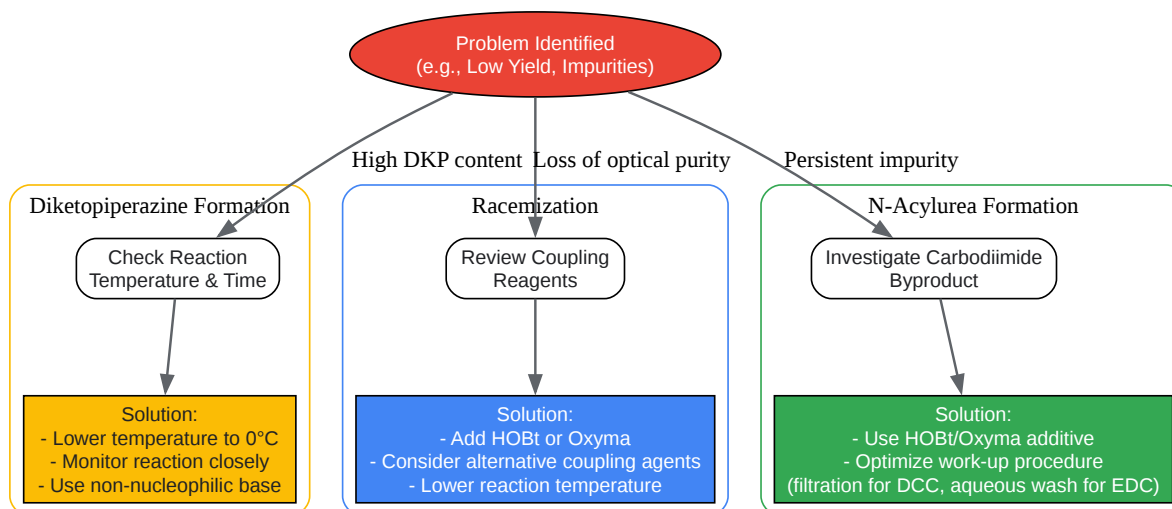 Problem Identified
(e.g., Low Yield, Impurities)
High DKP content
Loss of optical purity
Persistent impurity
Diketopiperazine Formation
Check Reaction
Temperature & Time
Solution:
- Lower temperature to 0°C
- Monitor reaction closely
- Use non-nucleophilic base
Racemization
Review Coupling
Reagents
Solution:
- Add HOBt or Oxyma
- Consider alternative coupling agents
- Lower reaction temperature
N-Acylurea Formation
Investigate Carbodiimide
Byproduct
Solution:
- Use HOBt/Oxyma additive
- Optimize work-up procedure
(filtration for DCC, aqueous wash for EDC)